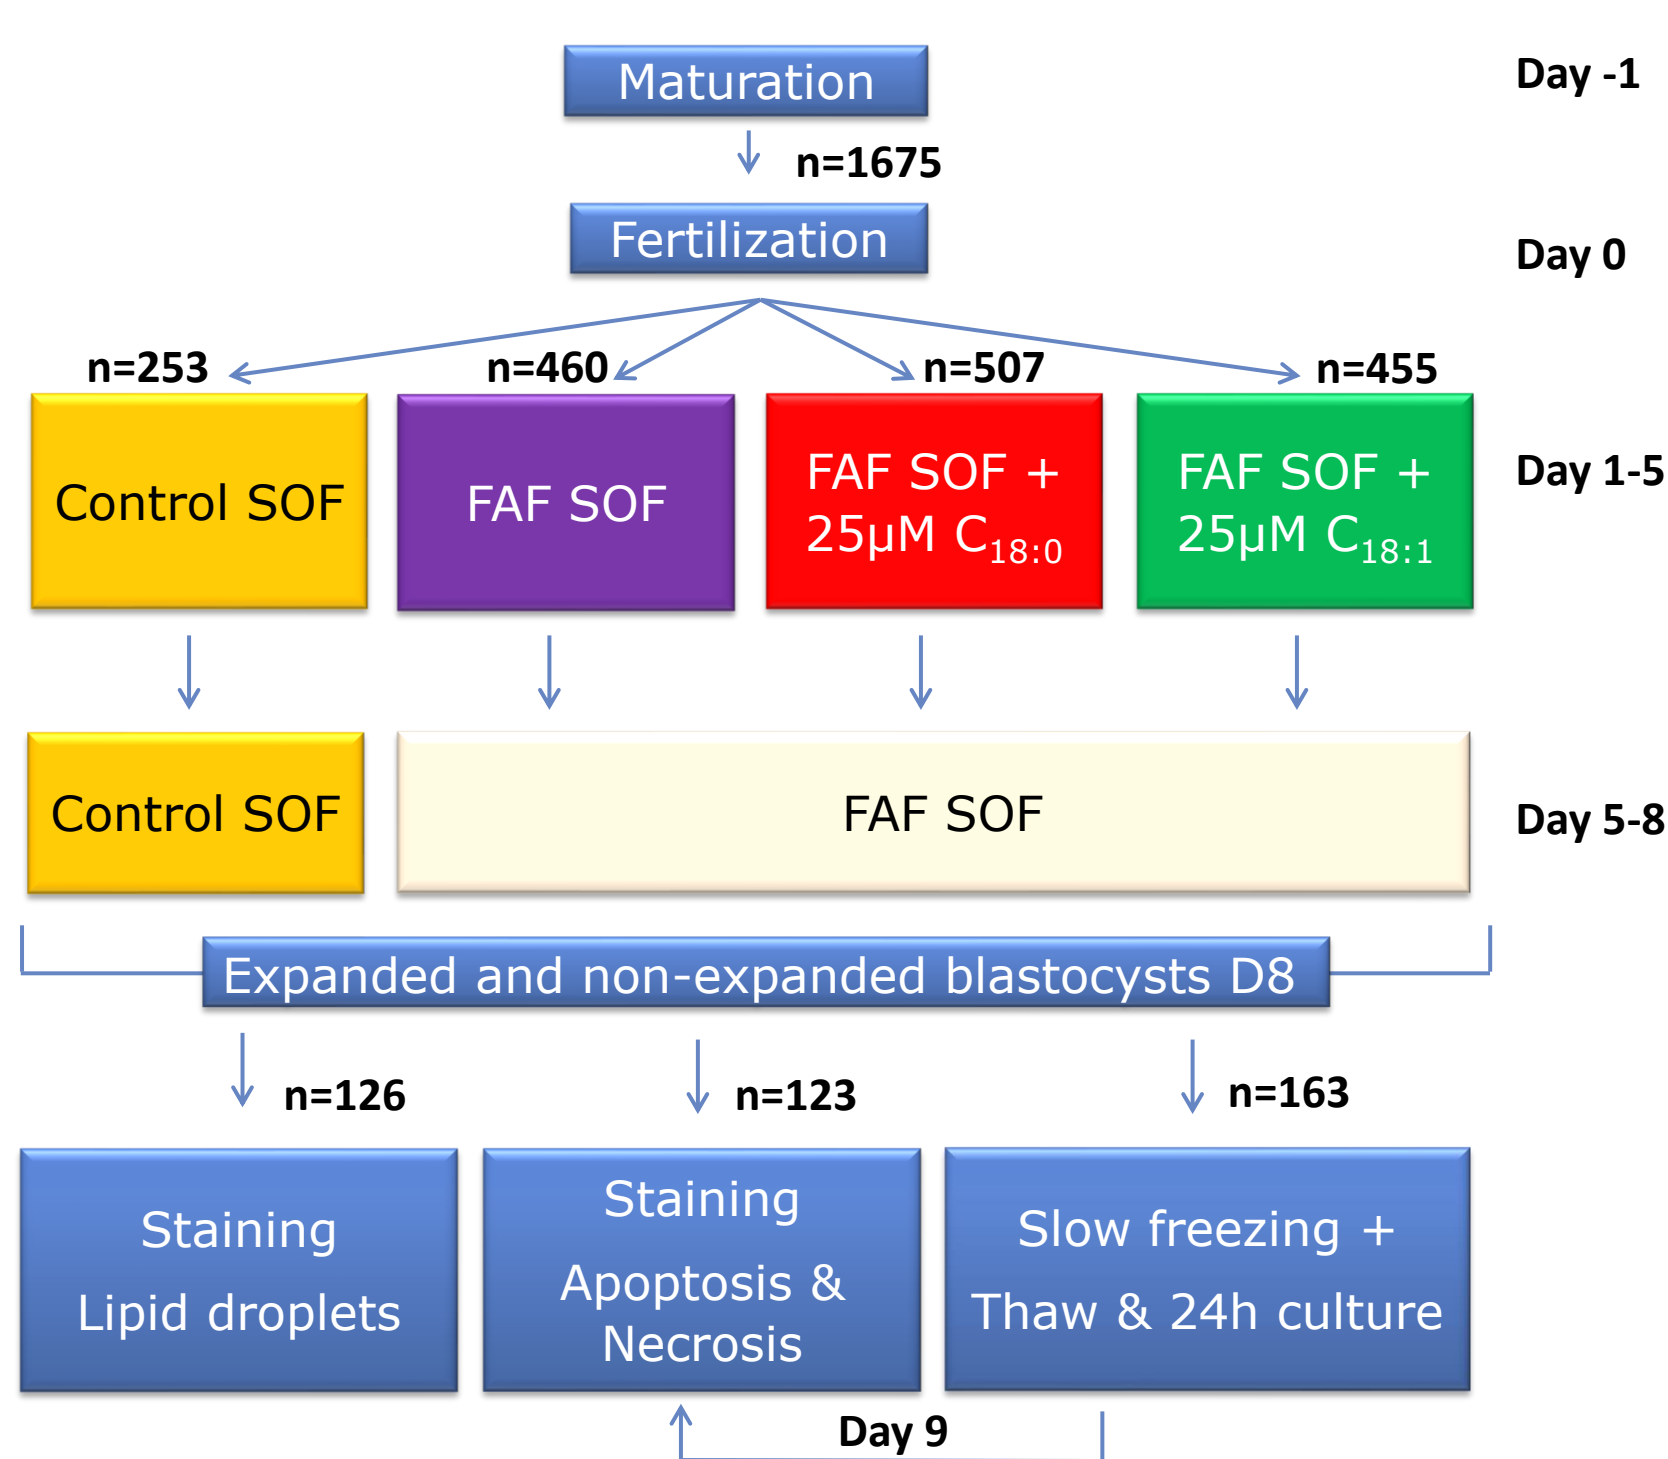 Maturation
Day -1
n=1675
Fertilization
Day 0
n=253
n=460
n=507
n=455
Control SOF
FAF SOF
FAF SOF +
25µM C18:0
FAF SOF +
25µM C18:1
Day 1-5
Control SOF
FAF SOF
Day 5-8
Expanded and non-expanded blastocysts D8
n=126
n=123
n=163
Staining
Lipid droplets
Staining
Apoptosis &
Necrosis
Slow freezing +
Thaw & 24h culture
Day 9